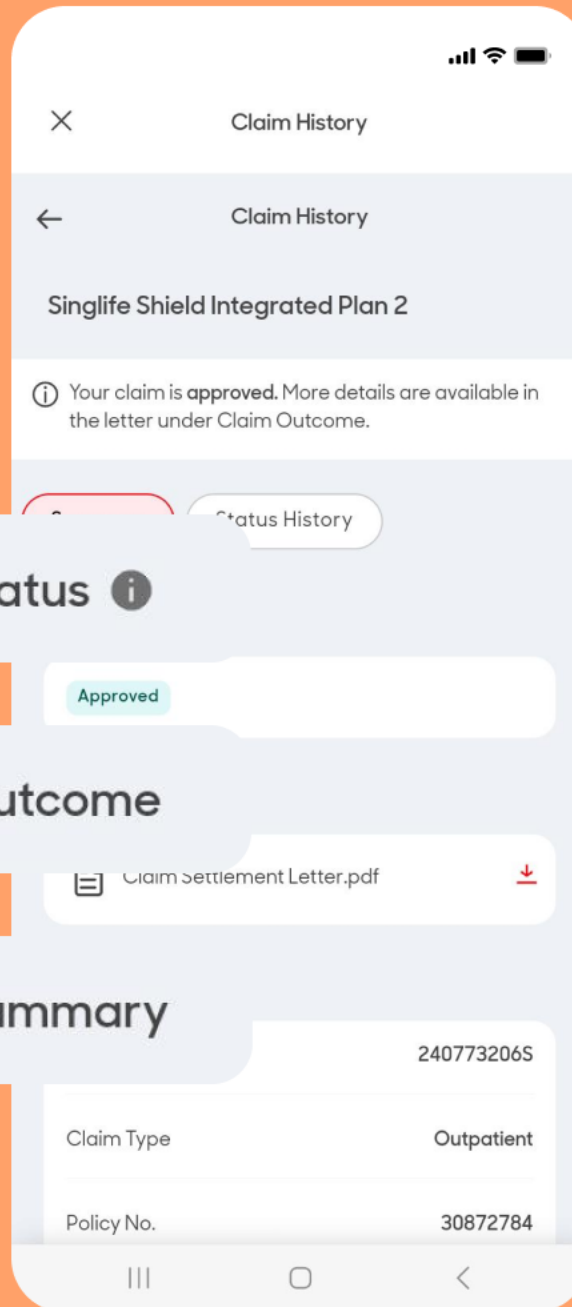 Claim History
Claim History
Singlife Shield Integrated Plan 2
Your claim is approved. More details are available in
the letter under Claim Outcome.
Status History
atus
Approved
utcome
Claim Settlement Letter.pdf
ummary
240773206S
Claim Type Outpatient
Policy No. 30872784